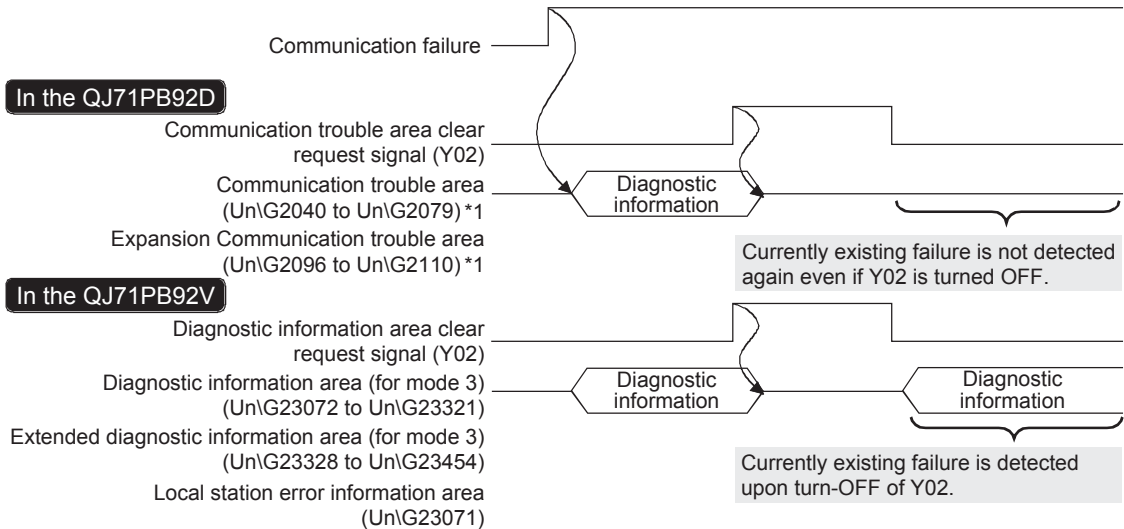 Communication failure
In the QJ71PB92D
Communication trouble area clear
request signal (Y02)
Communication trouble area
(Un\G2040 to Un\G2079) *1
Diagnostic
information
Expansion Communication trouble area
(Un\G2096 to Un\G2110) *1
Currently existing failure is not detected
again even if Y02 is turned OFF.
In the QJ71PB92V
Diagnostic information area clear
request signal (Y02)
Diagnostic information area (for mode 3)
(Un\G23072 to Un\G23321)
Diagnostic
information
Diagnostic
information
Extended diagnostic information area (for mode 3)
(Un\G23328 to Un\G23454)
Local station error information area
(Un\G23071)
Currently existing failure is detected
upon turn-OFF of Y02.